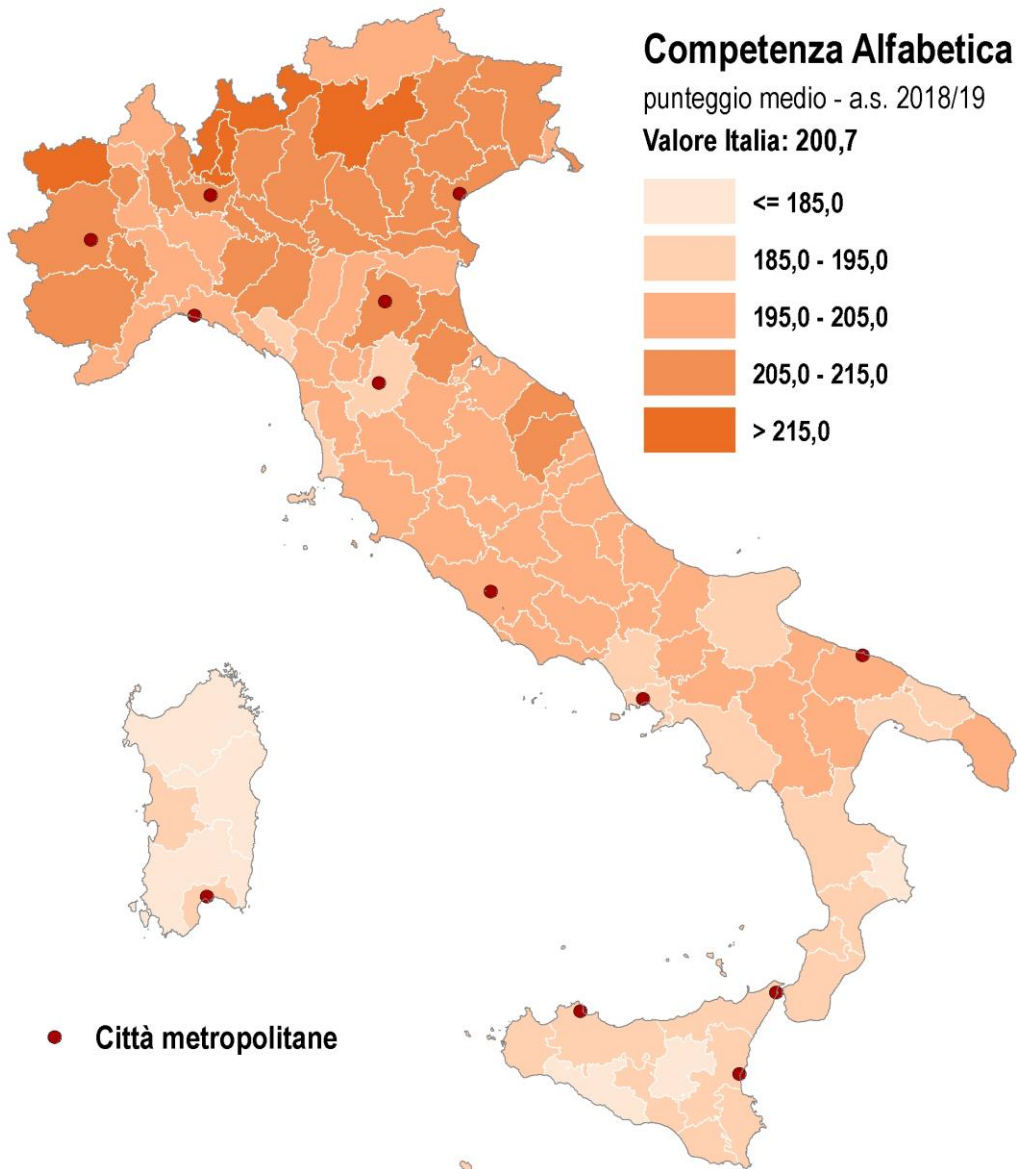 Competenza Alfabetica
punteggio medio - a.s. 2018/19
Valore Italia: 200,7
<= 185,0
185,0 - 195,0
195,0 - 205,0
205,0 - 215,0
> 215,0
Città metropolitane